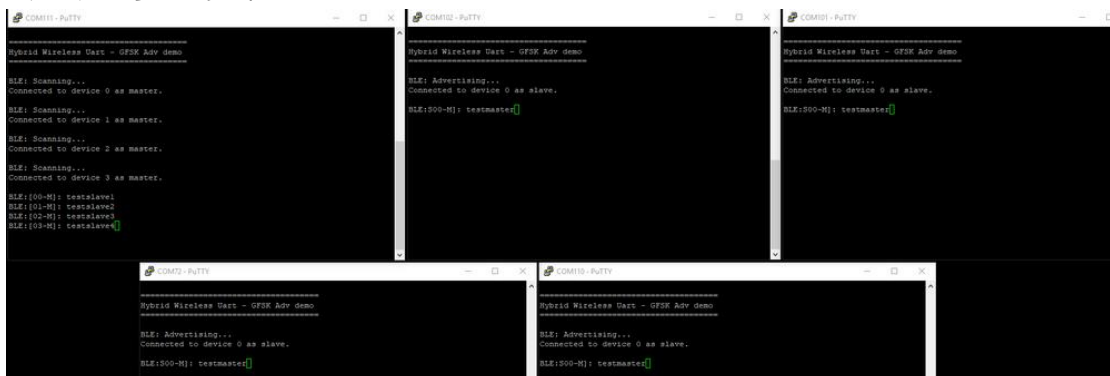 COM111 - PuTTY
======================================
Hybrid Wireless Uart - GFSK Adv demo
======================================
BLE: Scanning...
Connected to device 0 as master.
BLE: Scanning...
Connected to device 1 as master.
BLE: Scanning...
Connected to device 2 as master.
BLE: Scanning...
Connected to device 3 as master.
BLE:[00-M]: testslave1
BLE:[01-M]: testslave2
BLE:[02-M]: testslave3
BLE:[03-M]: testslave4
COM102 - PuTTY
======================================
Hybrid Wireless Uart - GFSK Adv demo
======================================
BLE: Advertising...
Connected to device 0 as slave.
BLE:S00-M]: testmaster
COM101 - PuTTY
======================================
Hybrid Wireless Uart - GFSK Adv demo
======================================
BLE: Advertising...
Connected to device 0 as slave.
BLE:S00-M]: testmaster
COM72 - PuTTY
======================================
Hybrid Wireless Uart - GFSK Adv demo
======================================
BLE: Advertising...
Connected to device 0 as slave.
BLE:S00-M]: testmaster
COM110 - PuTTY
======================================
Hybrid Wireless Uart - GFSK Adv demo
======================================
BLE: Advertising...
Connected to device 0 as slave.
BLE:S00-M]: testmaster